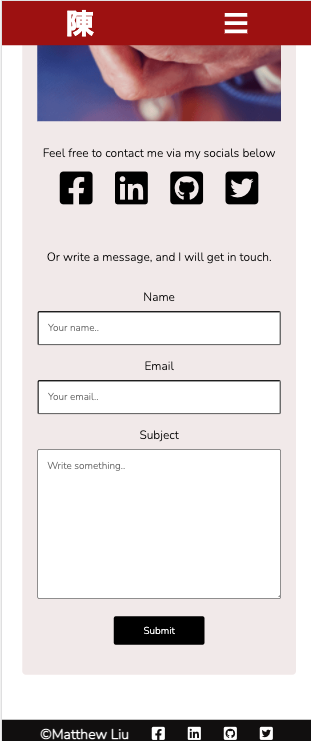 陳
Feel free to contact me via my socials below
Or write a message, and I will get in touch.
Name
Your name..
Email
Your email..
Subject
Write something..
Submit
©Matthew Liu